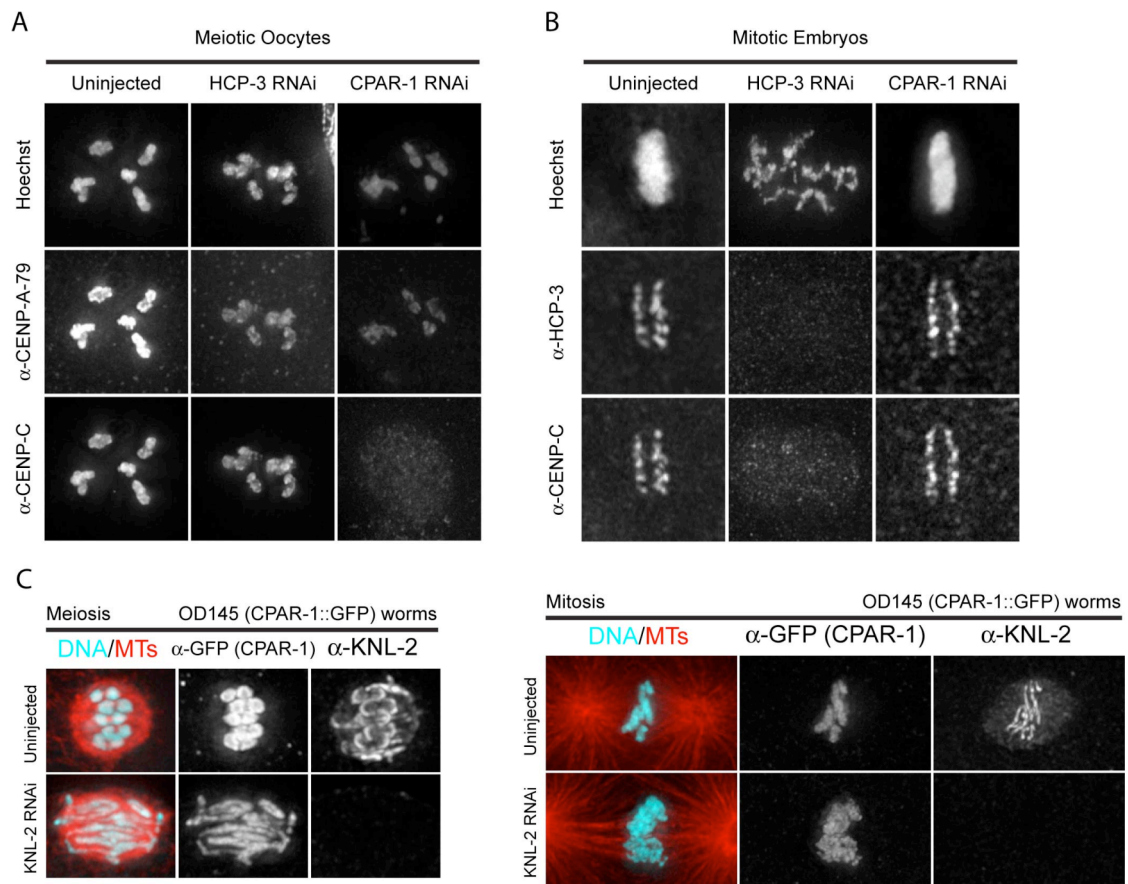 A
Meiotic Oocytes
Uninjected HCP-3 RNAi CPAR-1 RNAi
Hoechst
α-CENP-A-79
α-CENP-C
B
Mitotic Embryos
Uninjected HCP-3 RNAi CPAR-1 RNAi
Hoechst
α-HCP-3
α-CENP-C
C
Meiosis OD145 (CPAR-1::GFP) worms
DNA/MTs α-GFP (CPAR-1) α-KNL-2
Uninjected
KNL-2 RNAi
Mitosis OD145 (CPAR-1::GFP) worms
DNA/MTs α-GFP (CPAR-1) α-KNL-2
Uninjected
KNL-2 RNAi